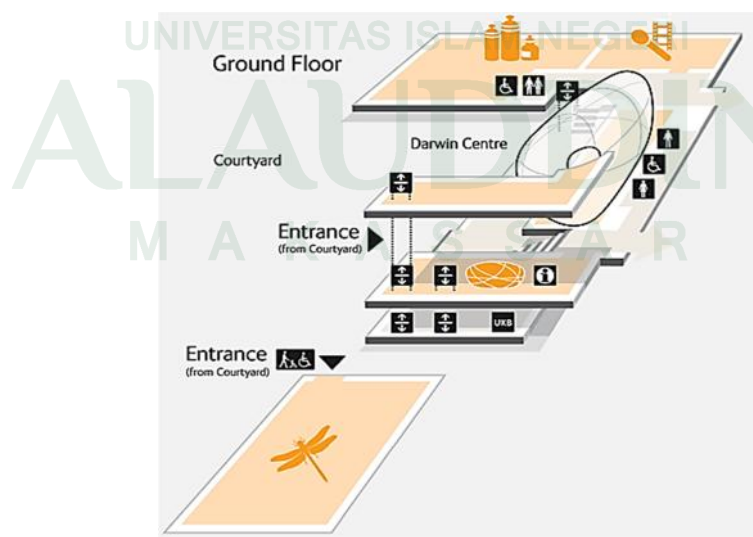 UNIVERSITAS ISLAM NEGERI
Ground Floor
ALAUDDIN
Darwin Centre
Courtyard
Entrance
(from Courtyard)
M A K A S S A R
i
UKB
Entrance
(from Courtyard)